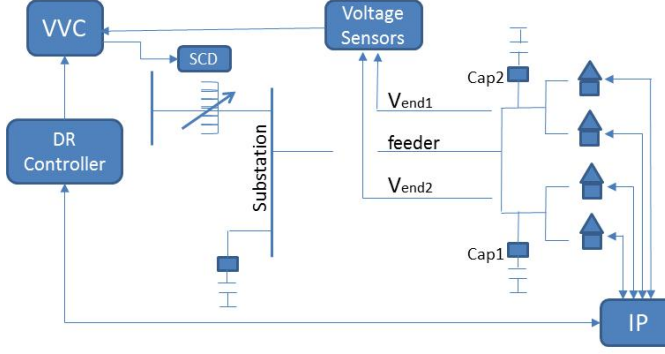 VVC
Voltage
Sensors
SCD
Cap2
Vend1
DR
Controller
Substation
feeder
Vend2
Cap1
IP